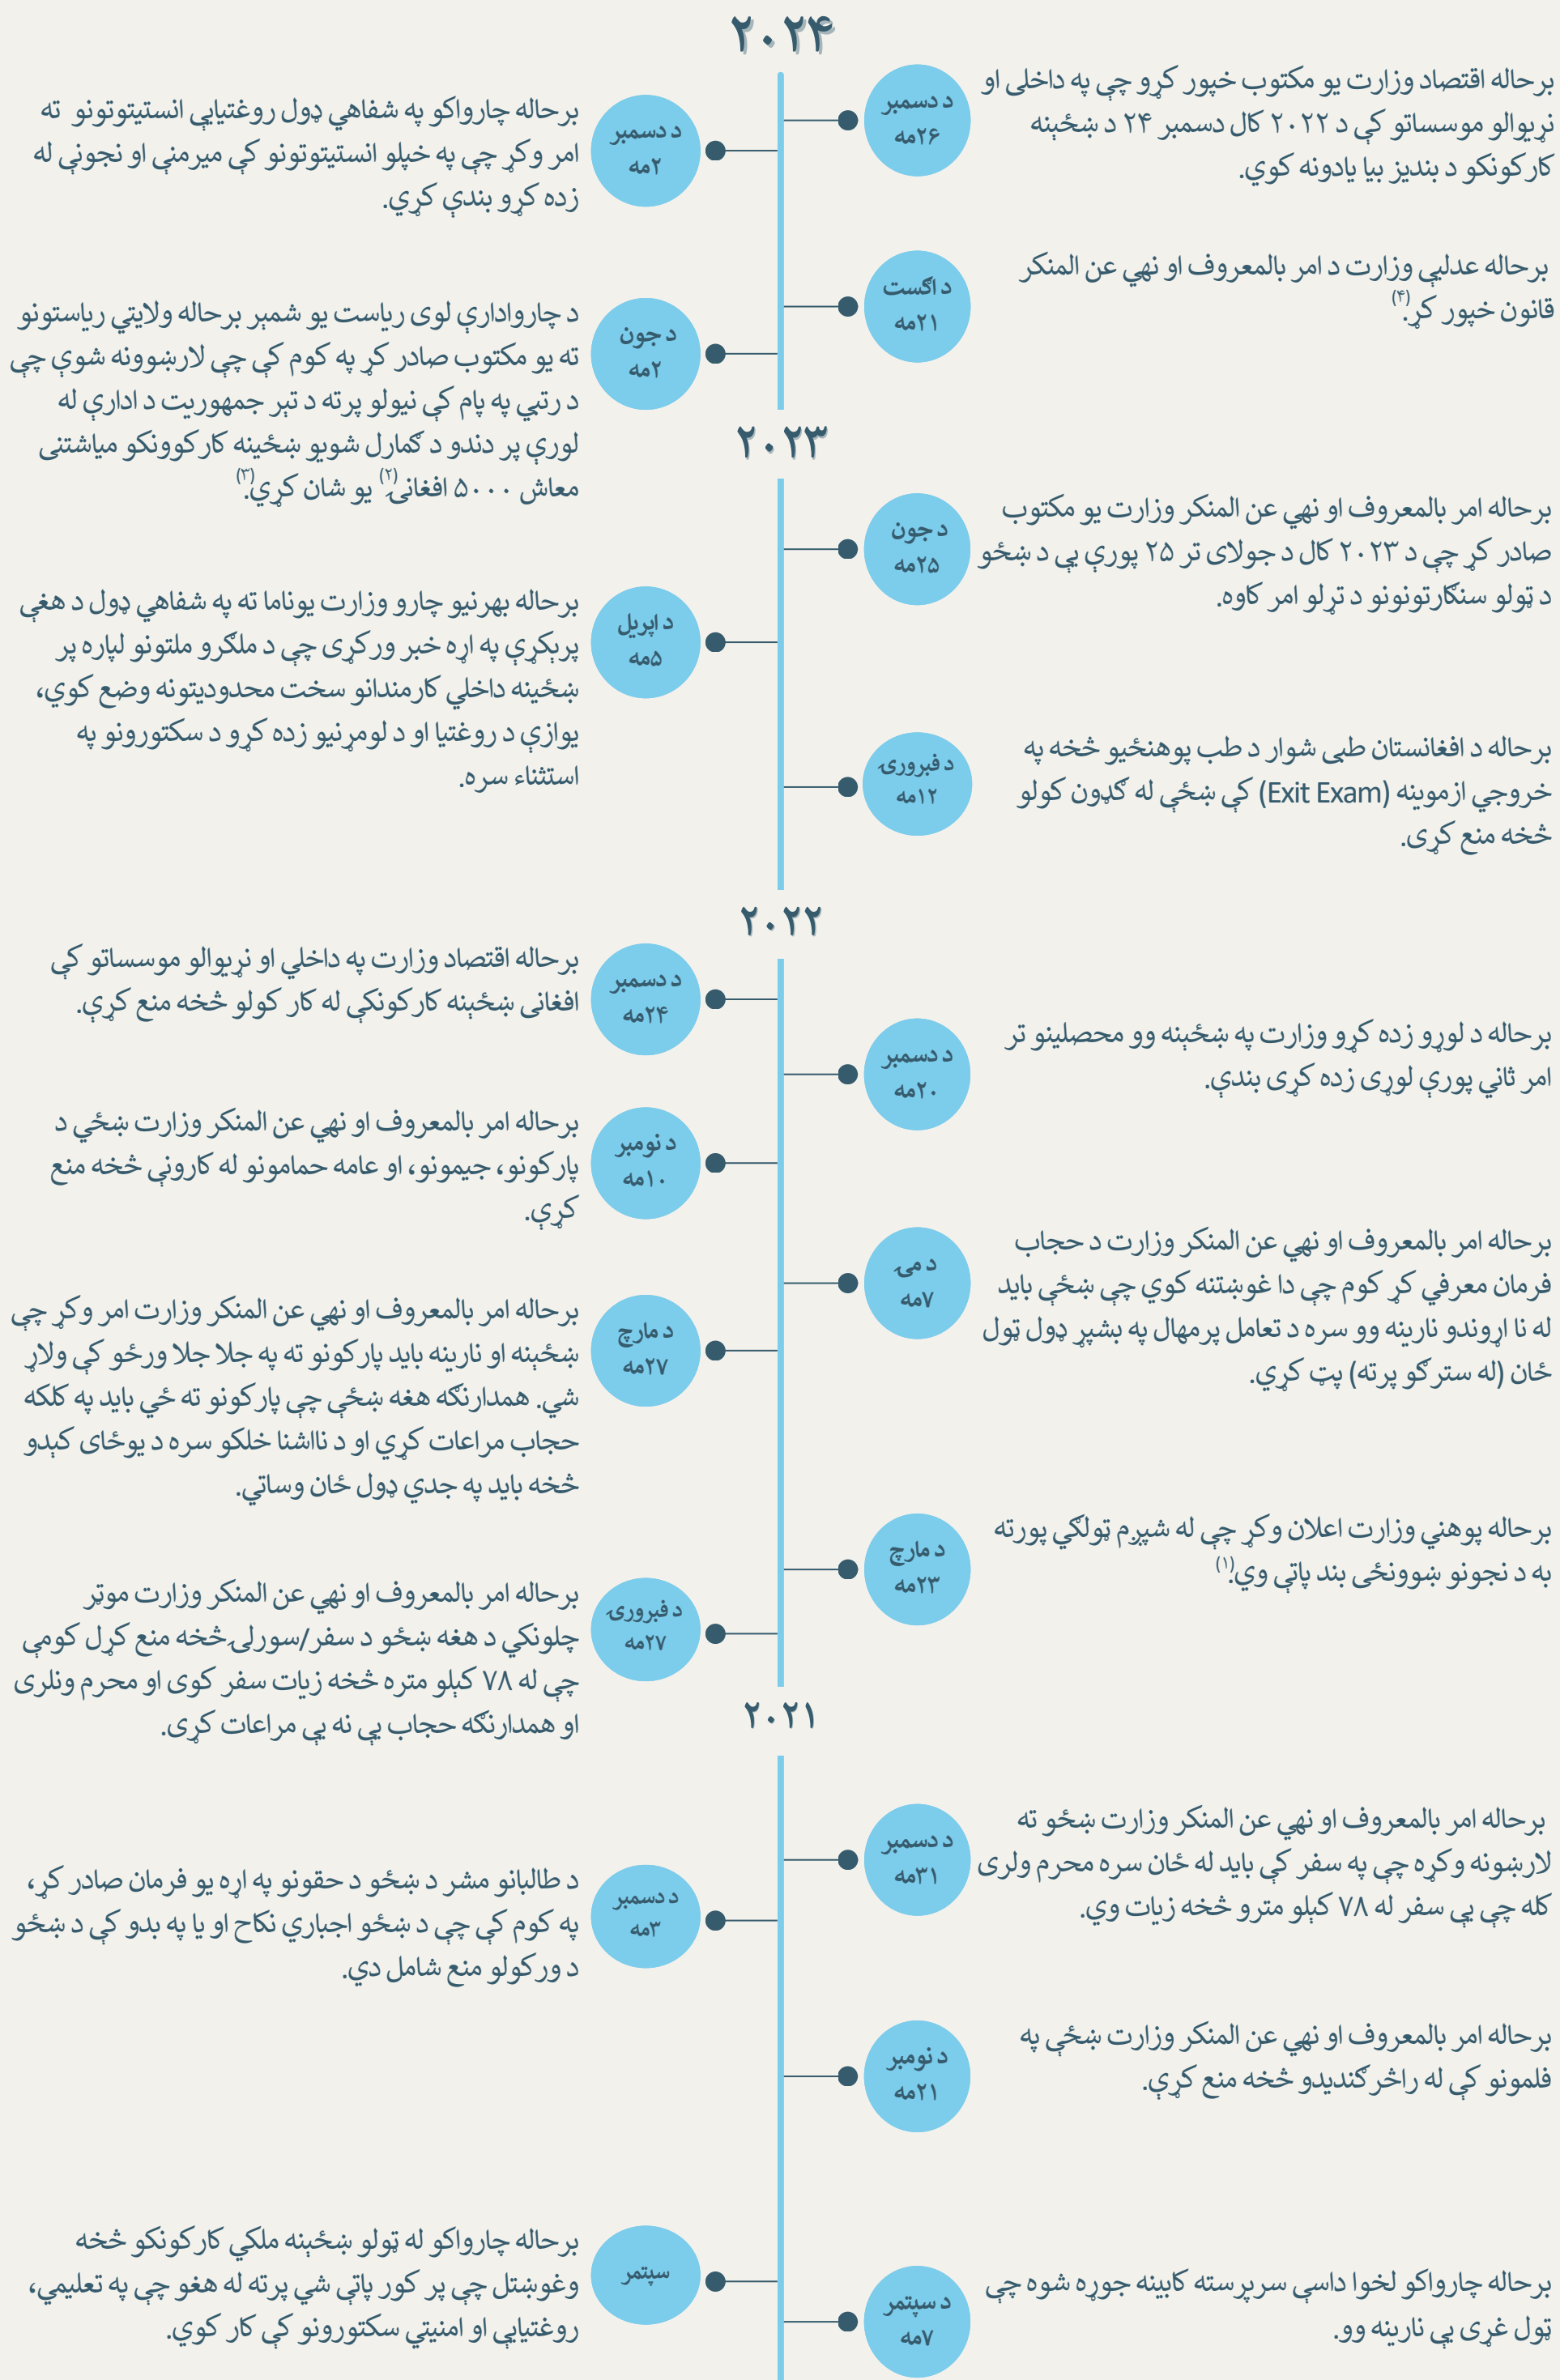 ۲۰۲۴
د دسمبر
۲۶مه
برحاله اقتصاد وزارت یو مکتوب خپور کړو چې په داخلی او
نړیوالو موسساتو کې د ۲۰۲۲ کال دسمبر ۲۴ د ښځېنه
کارکونکو د بندیز بیا یادونه کوي.
د دسمبر
۲مه
برحاله چارواکو په شفاهي ډول روغتیایې انستیتوتونو ته
امر وکړ چې په خپلو انستیتوتونو کې میرمنې او نجونې له
زده کړو بندې کړي.
د اګست
۲۱مه
برحاله عدلیې وزارت د امر بالمعروف او نهي عن المنکر
قانون خپور کړ.(۴)
د جون
۲مه
د چاروادارې لوی ریاست یو شمېر برحاله ولایتي ریاستونو
ته یو مکتوب صادر کړ په کوم کې چې لارښوونه شوې چې
د رتبي په پام کې نیولو پرته د تېر جمهوریت د ادارې له
لورې پر دندو د ګمارل شویو ښځینه کارکوونکو میاشتنی
معاش ۵۰۰۰ افغانۍ(۲) یو شان کړي.(۳)
۲۰۲۳
د جون
۲۵مه
برحاله امر بالمعروف او نهي عن المنکر وزارت یو مکتوب
صادر کړ چې د ۲۰۲۳ کال د جولای تر ۲۵ پورې یې د ښځو
د ټولو سنګارتونونو د تړلو امر کاوه.
د اپریل
۵مه
برحاله بهرنیو چارو وزارت یوناما ته په شفاهي ډول د هغې
پرېکړې په اړه خبر ورکړی چې د ملګرو ملتونو لپاره پر
ښځینه داخلي کارمندانو سخت محدودیتونه وضع کوي،
یوازې د روغتیا او د لومړنیو زده کړو د سکتورونو په
استثناء سره.
د فبرورۍ
۱۲مه
برحاله د افغانستان طبی شوار د طب پوهنځیو څخه په
خروجي ازموینه (Exit Exam) کې ښځې له ګډون کولو
څخه منع کړی.
۲۰۲۲
د دسمبر
۲۴مه
برحاله اقتصاد وزارت په داخلي او نړیوالو موسساتو کې
افغانی ښځېنه کارکونکې له کار کولو څخه منع کړې.
د دسمبر
۲۰مه
برحاله د لوړو زده کړو وزارت په ښځېنه وو محصلینو تر
امر ثاني پورې لوړی زده کړی بندې.
د نومبر
۱۰مه
برحاله امر بالمعروف او نهي عن المنکر وزارت ښځي د
پارکونو، جیمونو، او عامه حمامونو له کارونې څخه منع
کړې.
د مۍ
۷مه
برحاله امر بالمعروف او نهي عن المنکر وزارت د حجاب
فرمان معرفي کړ کوم چې دا غوښتنه کوي چې ښځې باید
له نا اړوندو نارینه وو سره د تعامل پرمهال په بشپړ ډول ټول
ځان (له سترګو پرته) پټ کړي.
د مارچ
۲۷مه
برحاله امر بالمعروف او نهي عن المنکر وزارت امر وکړ چې
ښځېنه او نارینه باید پارکونو ته په جلا جلا ورځو کې ولاړ
شي. همدارنګه هغه ښځې چې پارکونو ته ځي باید په کلکه
حجاب مراعات کړي او د نااشنا خلکو سره د یوځای کېدو
څخه باید په جدي ډول ځان وساتي.
د مارچ
۲۳مه
برحاله پوهنې وزارت اعلان وکړ چې له شپږم ټولګي پورته
به د نجونو ښوونځی بند پاتې وي.(۱)
د فبرورۍ
۲۷مه
برحاله امر بالمعروف او نهي عن المنکر وزارت موټر
چلونکي د هغه ښځو د سفر/سورلۍ څخه منع کړل کومې
چې له ۷۸ کېلو متره څخه زیات سفر کوی او محرم ونلری
او همدارنګه حجاب یې نه یې مراعات کړی.
۲۰۲۱
د دسمبر
۳۱مه
برحاله امر بالمعروف او نهي عن المنکر وزارت ښځو ته
لارښونه وکړه چې په سفر کې باید له ځان سره محرم ولری
کله چې یې سفر له ۷۸ کېلو مترو څخه زیات وي.
د دسمبر
۳مه
د طالبانو مشر د ښځو د حقونو په اړه یو فرمان صادر کړ،
په کوم کې چې د ښځو اجباري نکاح او یا په بدو کې د ښځو
د ورکولو منع شامل دي.
د نومبر
۲۱مه
برحاله امر بالمعروف او نهي عن المنکر وزارت ښځې په
فلمونو کې له راڅرګندیدو څخه منع کړې.
سپتمر
برحاله چارواکو له ټولو ښځېنه ملکي کارکونکو څخه
وغوښتل چې پر کور پاتې شي پرته له هغو چې په تعلیمي،
روغتیایې او امنیتي سکتورونو کې کار کوي.
د سپتمر
۷مه
برحاله چارواکو لخوا داسې سرپرسته کابینه جوړه شوه چې
ټول غړی یې نارینه وو.